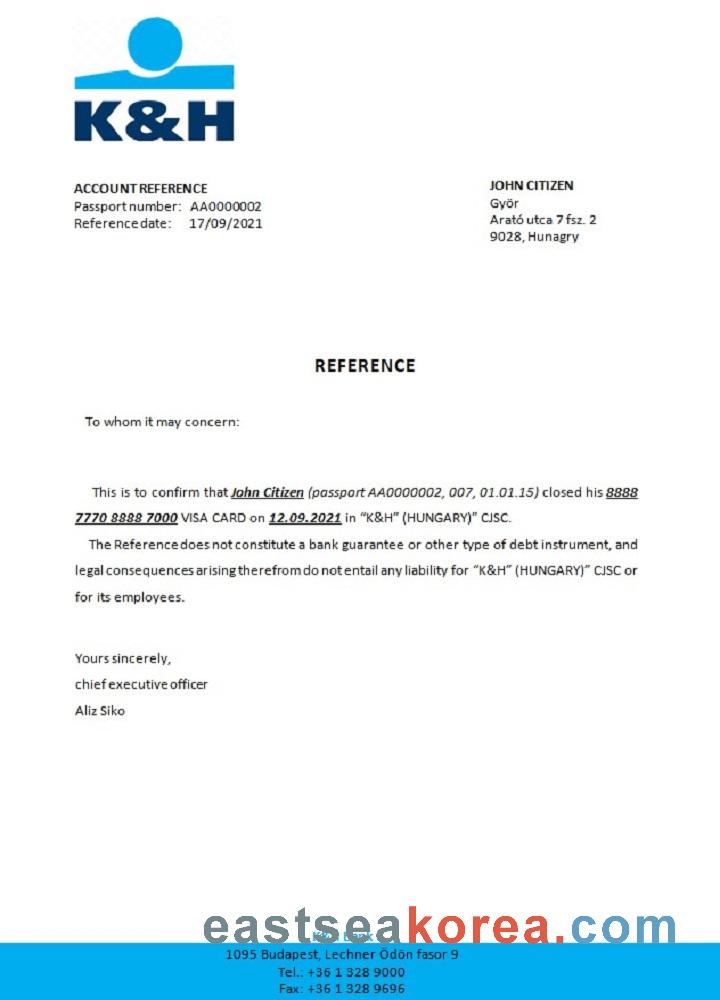 K&H
ACCOUNT REFERENCE
Passport number: AA0000002
Reference date: 17/09/2021
JOHN CITIZEN
Györ
Arató utca 7 fsz. 2
9028, Hunagry
REFERENCE
To whom it may concern:
This is to confirm that John Citizen (passport AA0000002, 007, 01.01.15) closed his 8888
7770 8888 7000 VISA CARD on 12.09.2021 in “K&H” (HUNGARY)” CJSC.
The Reference does not constitute a bank guarantee or other type of debt instrument, and
legal consequences arising therefrom do not entail any liability for “K&H” (HUNGARY)” CJSC or
for its employees.
Yours sincerely,
chief executive officer
Aliz Siko
eastseakorea.com
K&H Bank
1095 Budapest, Lechner Ödön fasor 9
Tel.: +36 1 328 9000
Fax: +36 1 328 9696